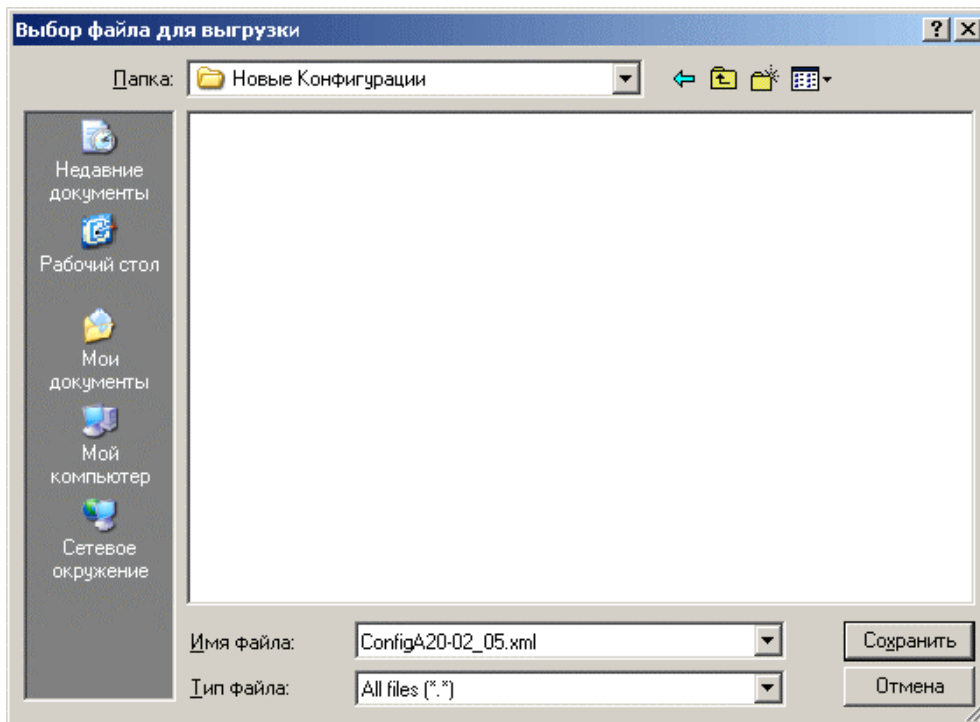 Выбор файла для выгрузки
Папка:
Новые Конфигурации
Недавние
документы
Рабочий стол
Мои
документы
Мой
компьютер
Сетевое
окружение
Имя файла:
ConfigA20-02_05.xml
Сохранить
Тип файла:
All files (*.*)
Отмена